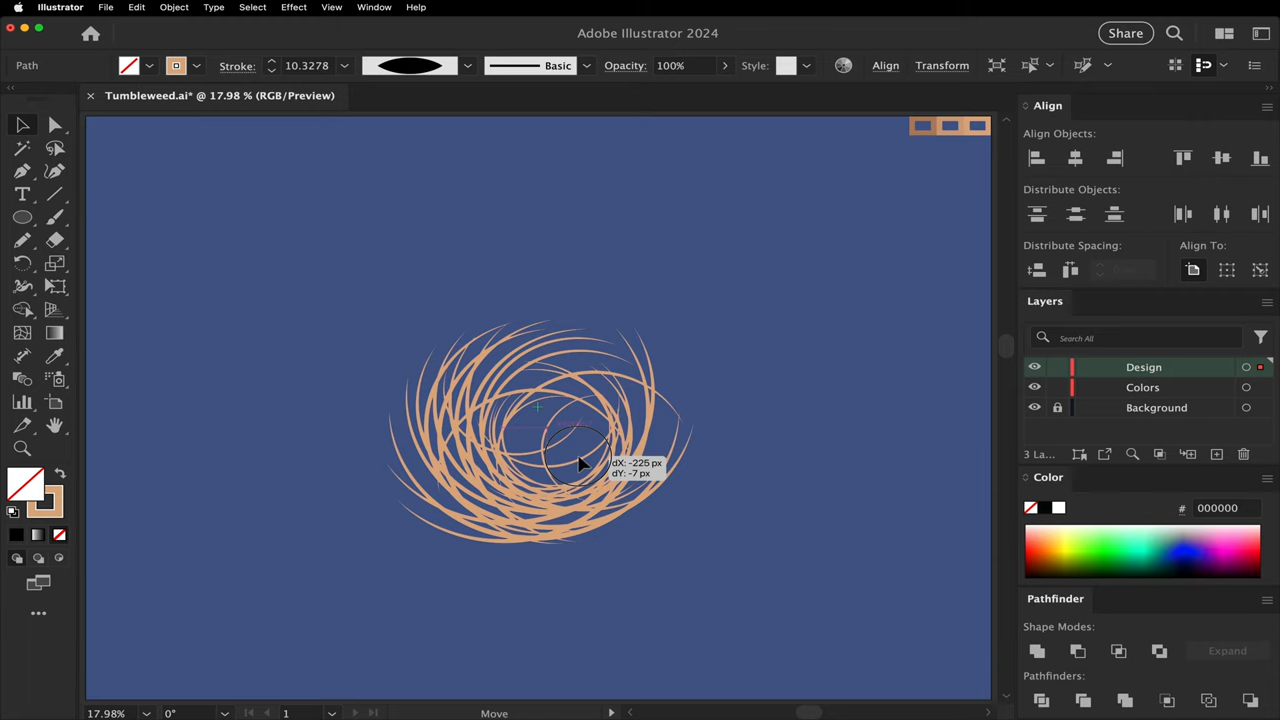 Illustrator File Edit Object Type Select Effect View Window Help
Adobe Illustrator 2024
Share
Path
Stroke:
10.3278
Basic
Opacity:
100%
Style:
Align
Transform
Tumbleweed.ai* @ 17.98 % (RGB/Preview)
dX: -225 px
dY: -7 px
17.98%
0°
1
Move
Align
Align Objects:
Distribute Objects:
Distribute Spacing:
Align To:
Layers
Search All
Design
Colors
Background
3 La...
Color
#
000000
Pathfinder
Shape Modes:
Expand
Pathfinders: